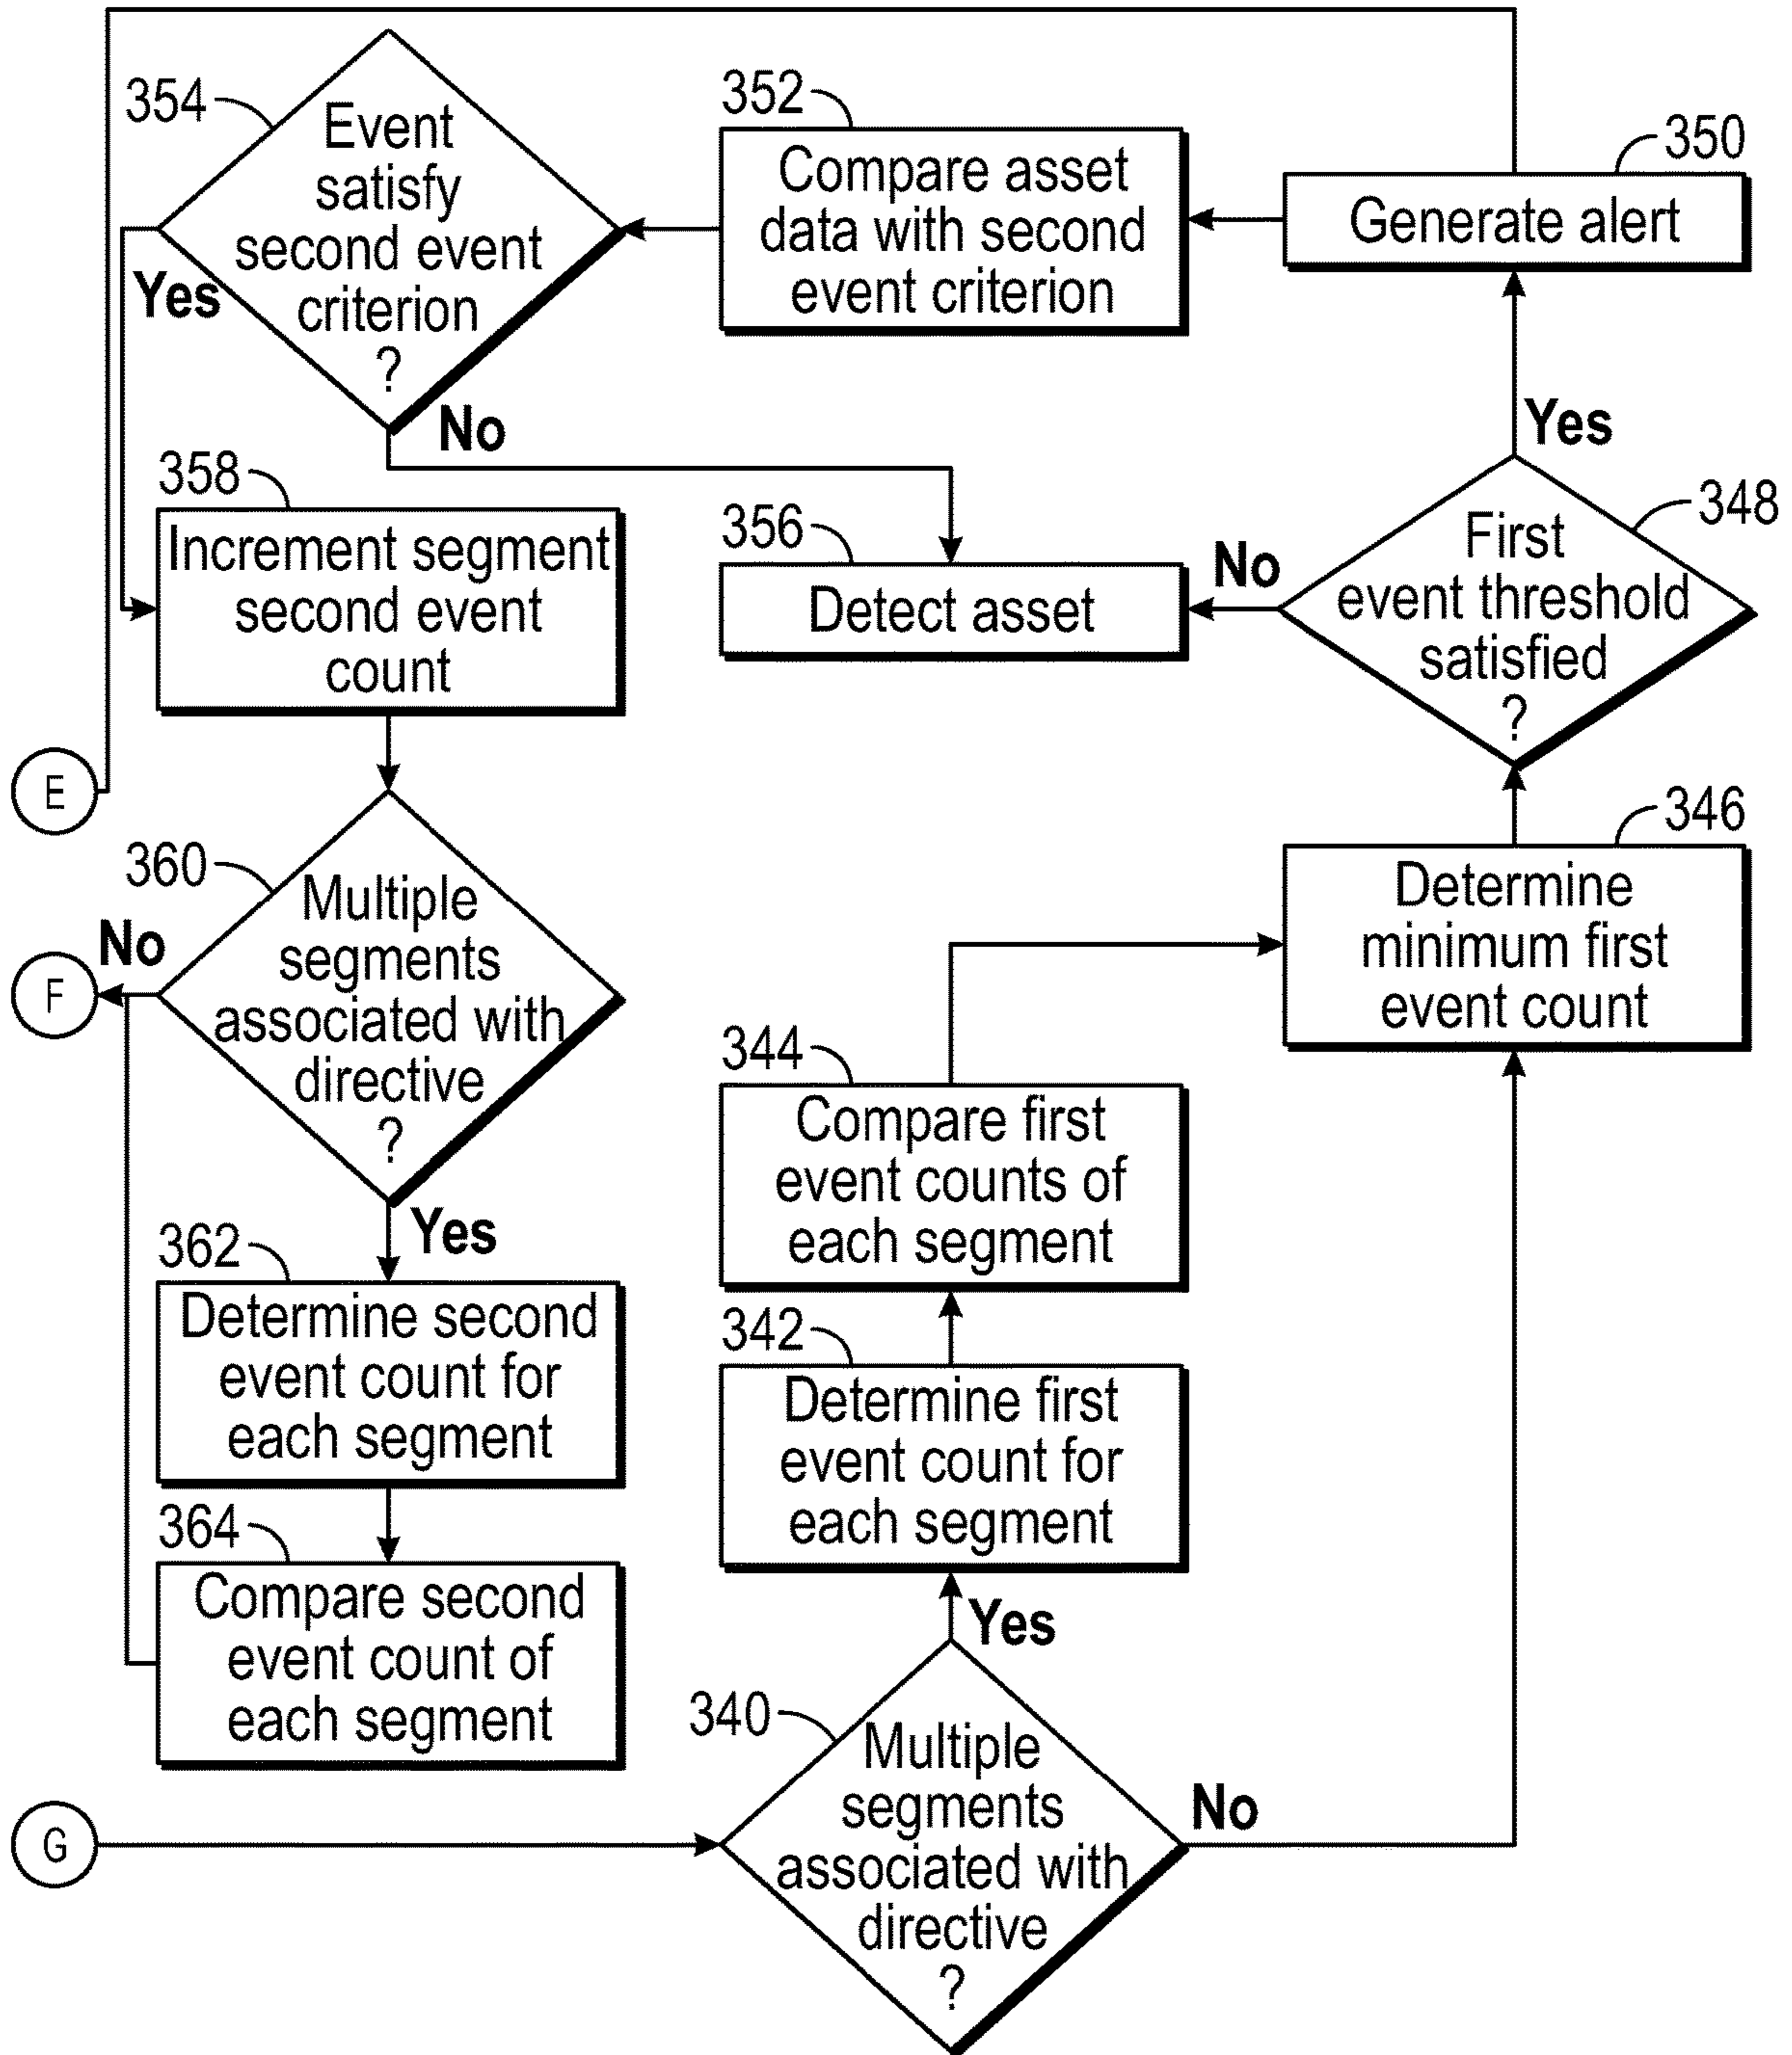 354
Event
satisfy
second event
criterion
?
Yes
No
352
Compare asset
data with second
event criterion
350
Generate alert
Yes
348
First
event threshold
satisfied
?
No
358
Increment segment
second event
count
356
Detect asset
E
346
Determine
minimum first
event count
360
Multiple
segments
associated with
directive
?
No
F
Yes
344
Compare first
event counts of
each segment
362
Determine second
event count for
each segment
342
Determine first
event count for
each segment
364
Compare second
event count of
each segment
Yes
340
Multiple
segments
associated with
directive
?
No
G